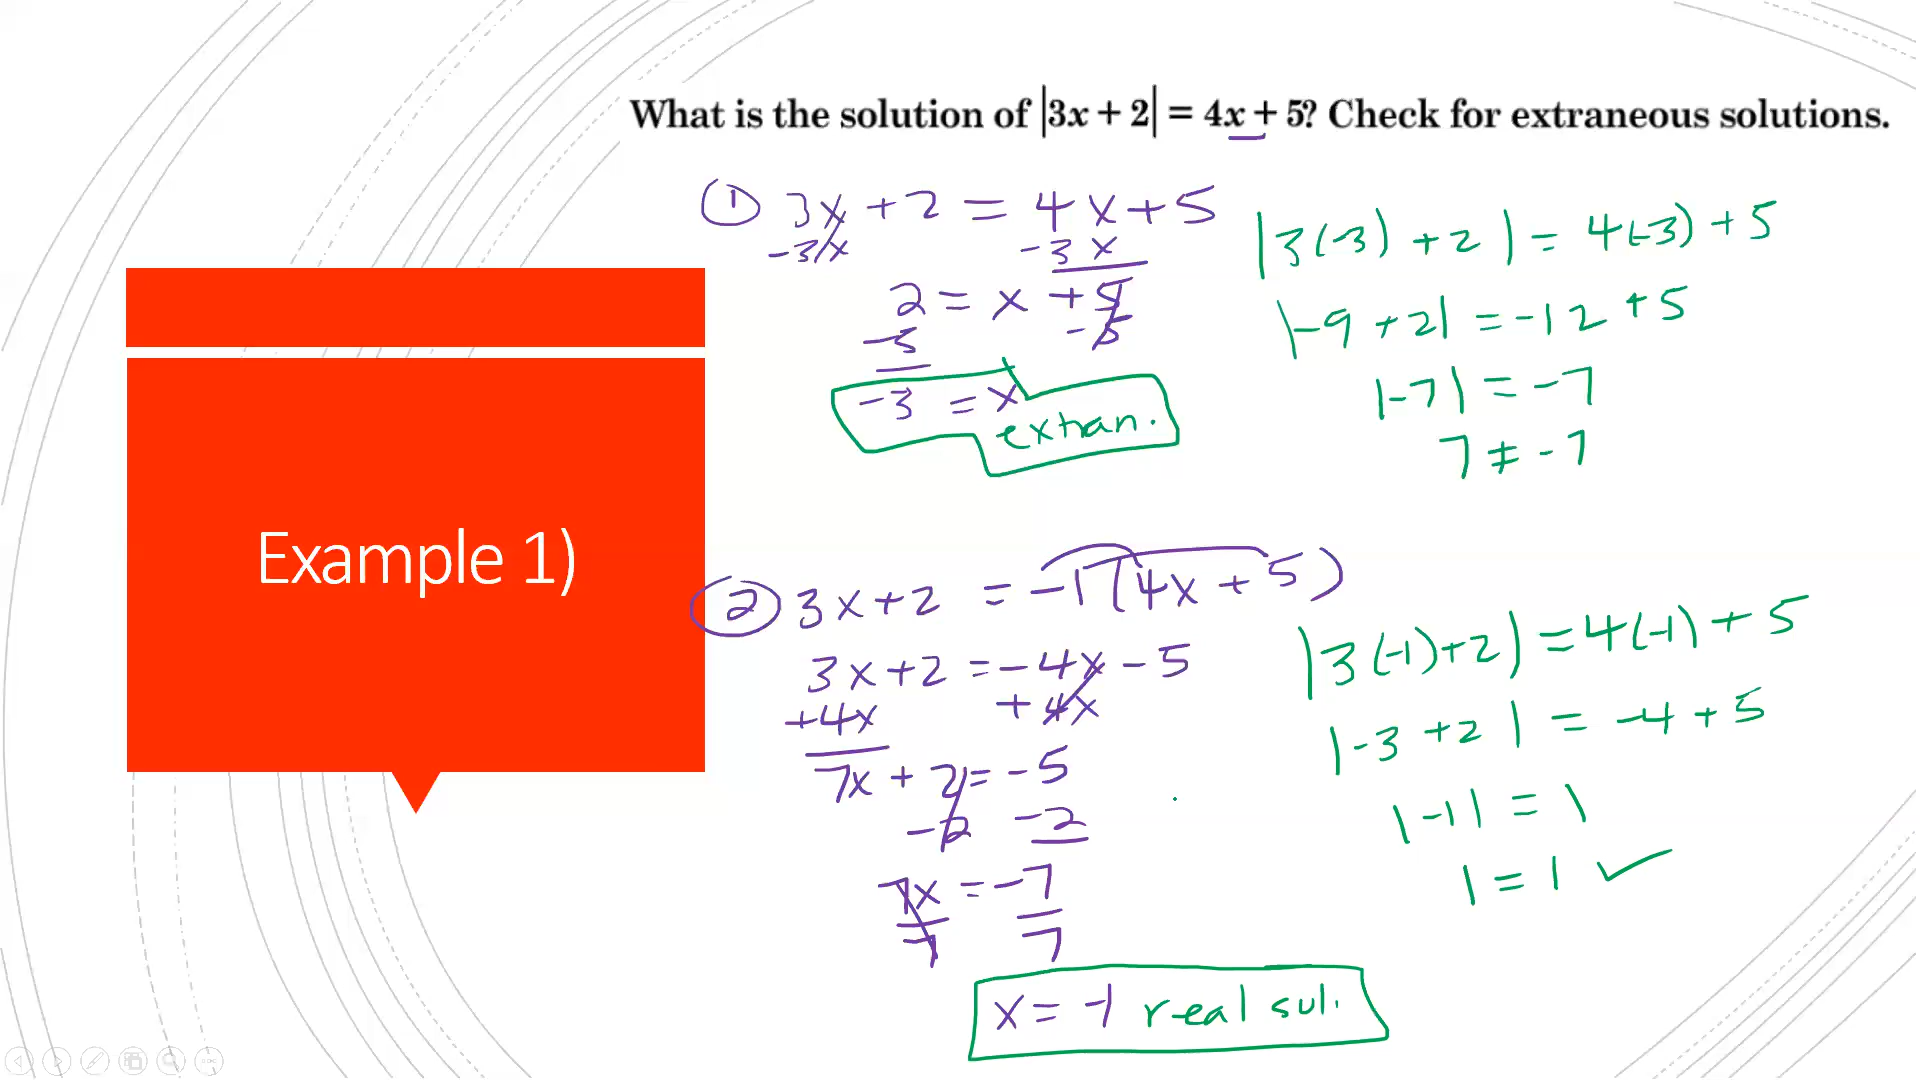 What is the solution of |3x + 2| = 4x + 5? Check for extraneous solutions.
Example 1)
① 3x + 2 = 4x + 5
-3x -3x
2 = x + 5
-5 -5
-3 = x
extran.
|3(-3) + 2| = 4(-3) + 5
|-9 + 2| = -12 + 5
|-7| = -7
7 ≠ -7
② 3x + 2 = -1(4x + 5)
3x + 2 = -4x - 5
+4x +4x
7x + 2 = -5
-2 -2
7x = -7
7 7
x = -1 real sul.
|3(-1) + 2| = 4(-1) + 5
|-3 + 2| = -4 + 5
|-1| = 1
1 = 1 ✓